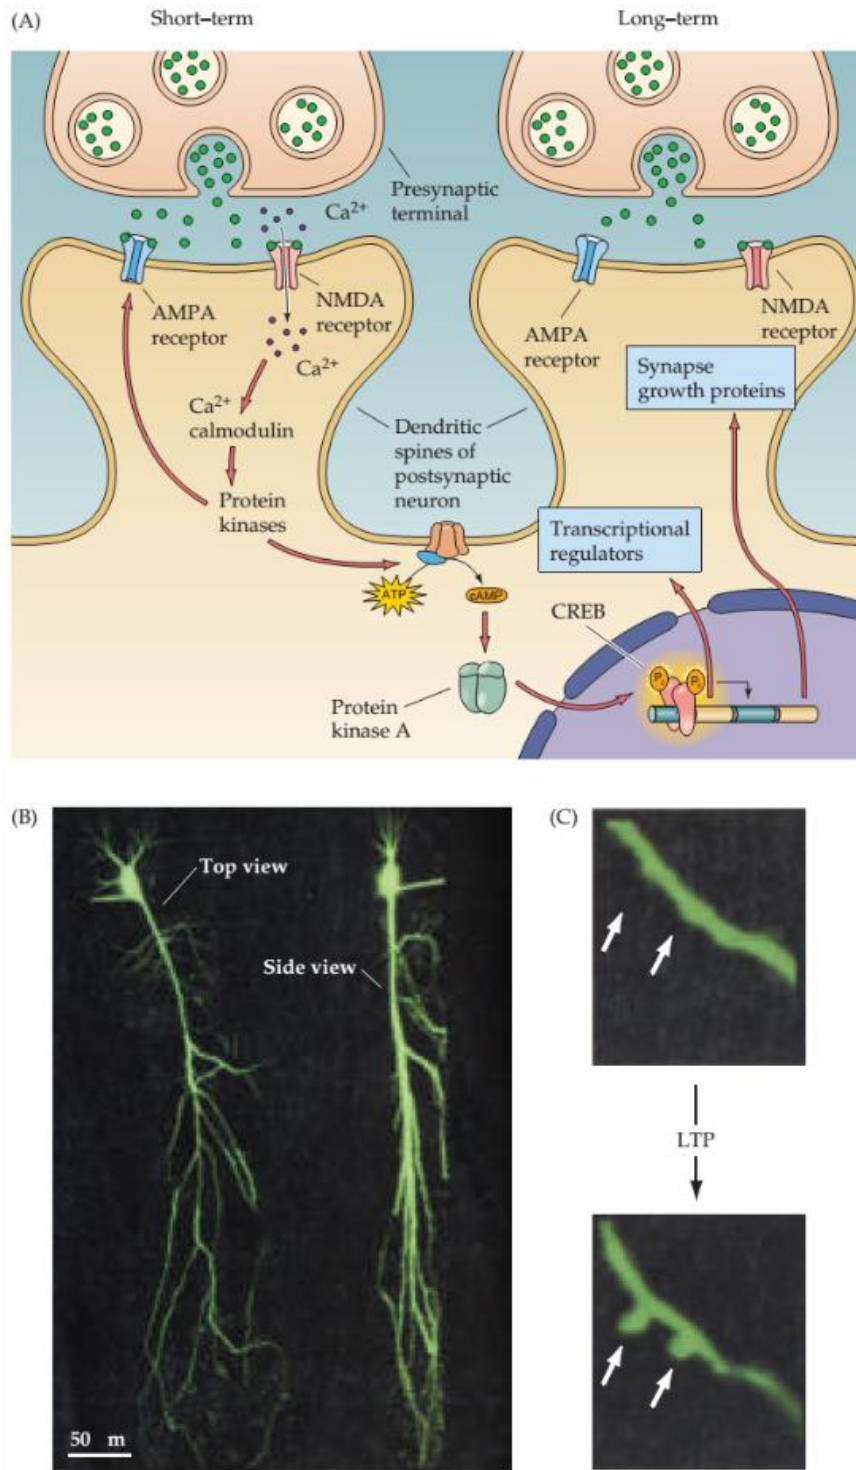 (A)
Short–term
Long–term
Presynaptic
terminal
Ca²⁺
AMPA
receptor
NMDA
receptor
Ca²⁺
AMPA
receptor
NMDA
receptor
Synapse
growth proteins
Ca²⁺
calmodulin
Dendritic
spines of
postsynaptic
neuron
Protein
kinases
Transcriptional
regulators
ATP
cAMP
CREB
Pᵢ
Pᵢ
Protein
kinase A
(B)
Top view
Side view
50 m
(C)
LTP